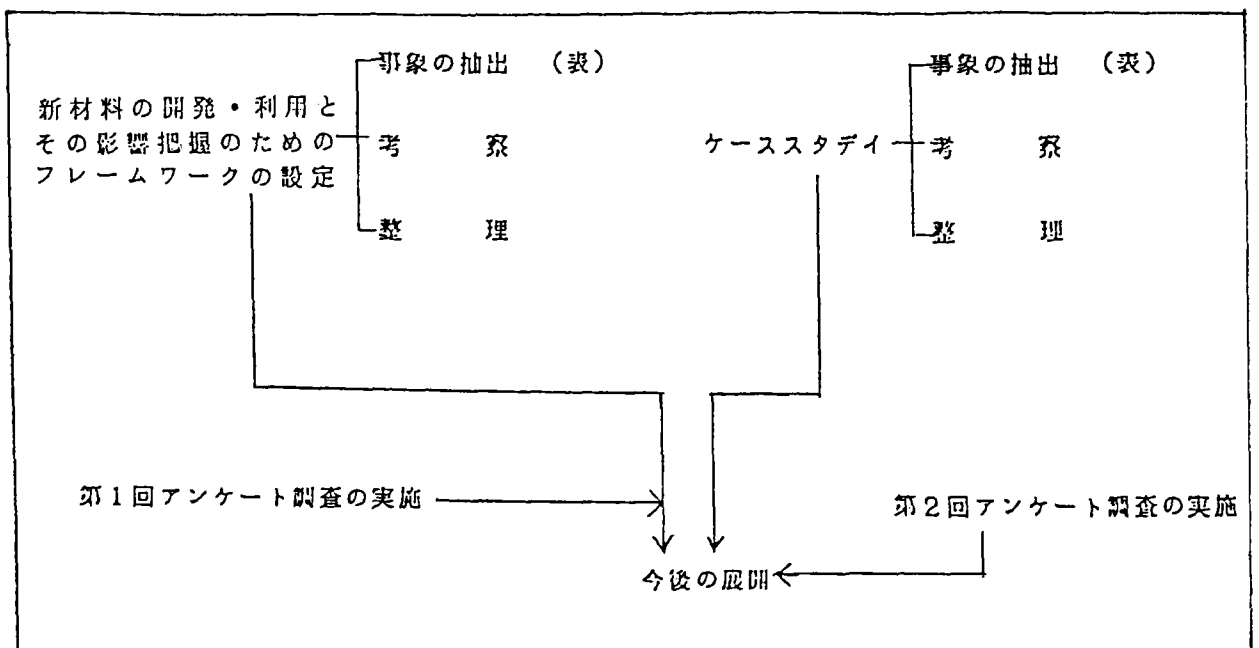 事象の抽出 (表)
新材料の開発・利用と
その影響把握のための
フレームワークの設定
考 察
整 理
事象の抽出 (表)
ケーススタデイ
考 察
整 理
第1回アンケート調査の実施
第2回アンケート調査の実施
今後の展開